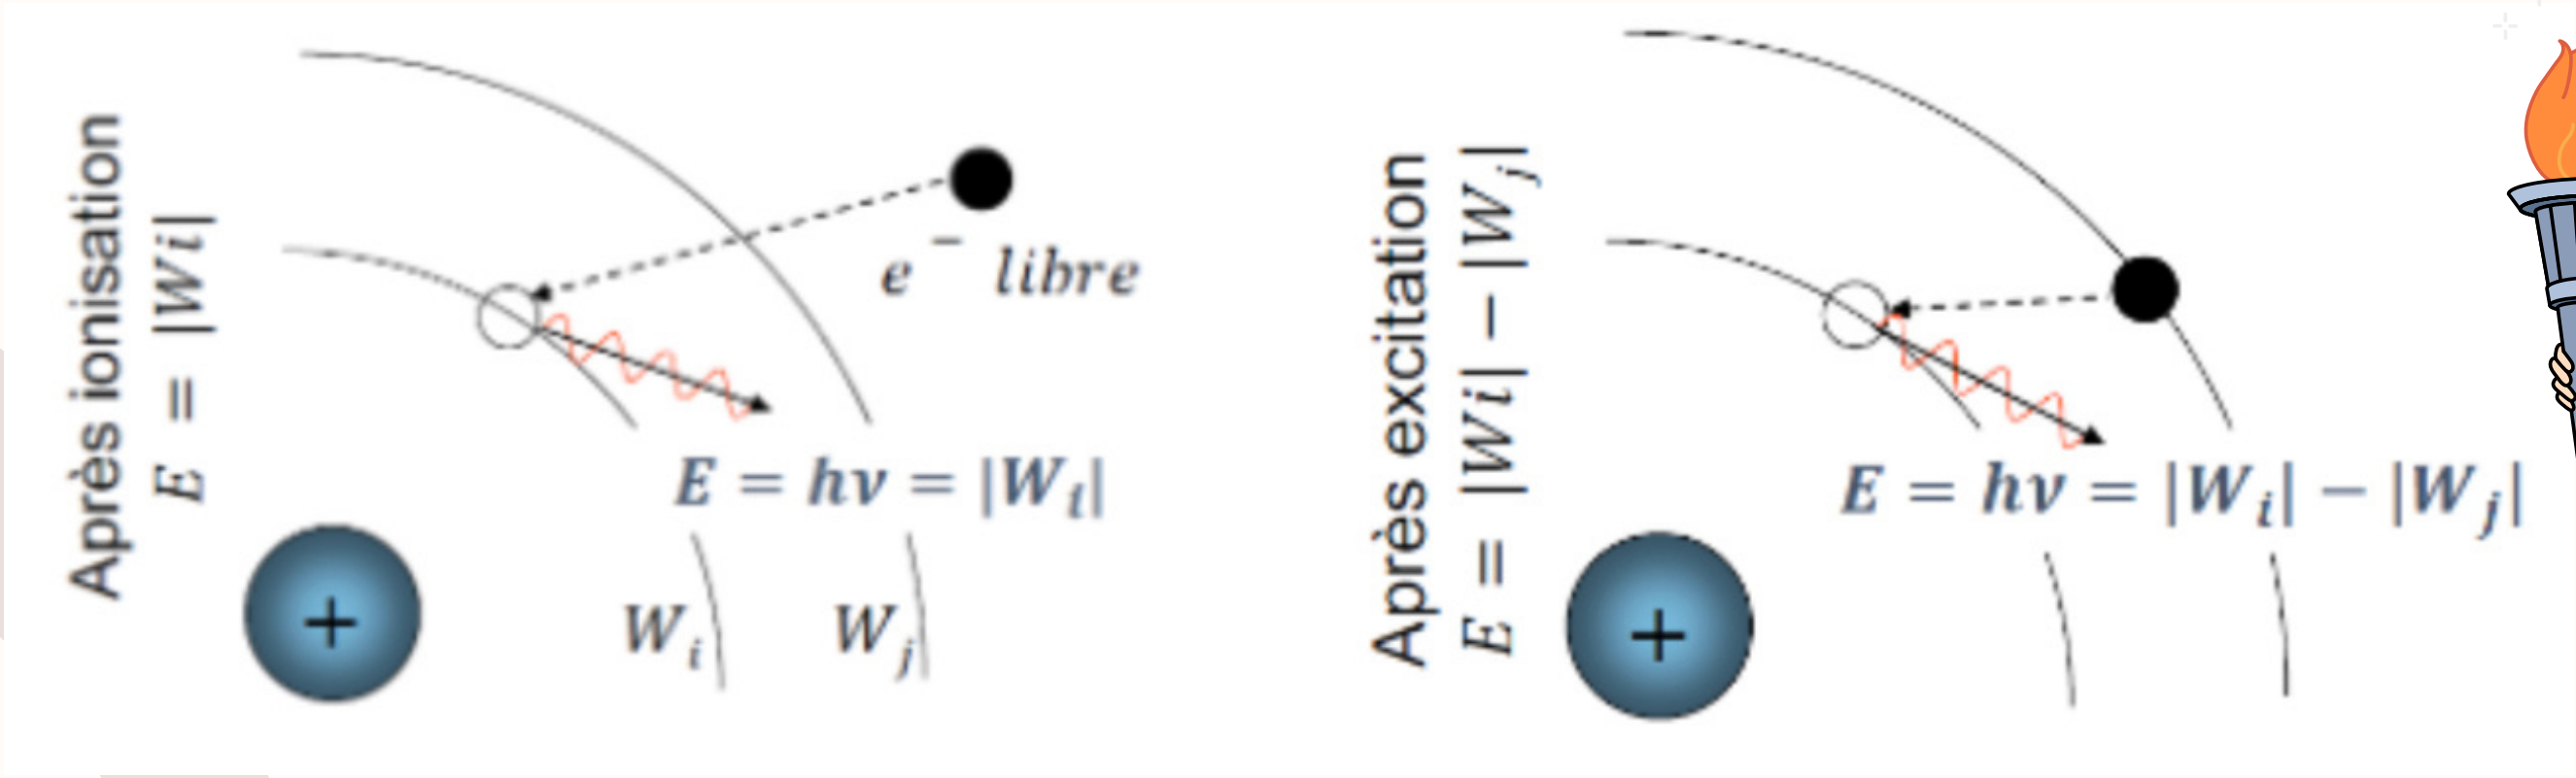 Après ionisation
E = |Wi|
e⁻ libre
E = hν = |Wᵢ|
+
Wᵢ
Wⱼ
Après excitation
E = |Wi| − |Wⱼ|
E = hν = |Wᵢ| − |Wⱼ|
+